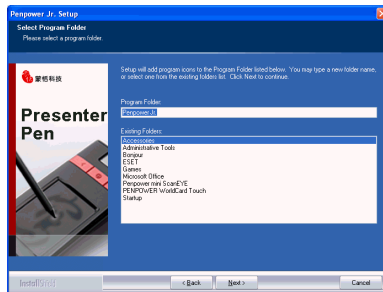 Penpower Jr. Setup
Select Program Folder
Please select a program folder.
蒙恬科技
Presenter
Pen
Setup will add program icons to the Program Folder listed below. You may type a new folder name,
or select one from the existing folders list. Click Next to continue.
Program Folder:
Penpower Jr.
Existing Folders:
Accessories
Administrative Tools
Bonjour
ESET
Games
Microsoft Office
Penpower mini ScanEYE
PENPOWER WorldCard Touch
Startup
InstallShield
< Back
Next >
Cancel